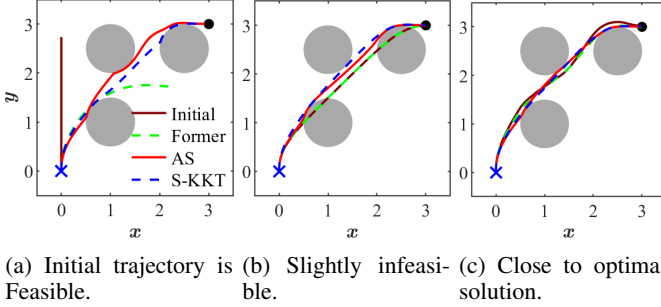 3
2
1
0
y
Initial
Former
AS
S-KKT
0 1 2 3
x
3
2
1
0
0 1 2 3
x
3
2
1
0
0 1 2 3
x
(a) Initial trajectory is
Feasible.
(b) Slightly infeasi-
ble.
(c) Close to optimal
solution.